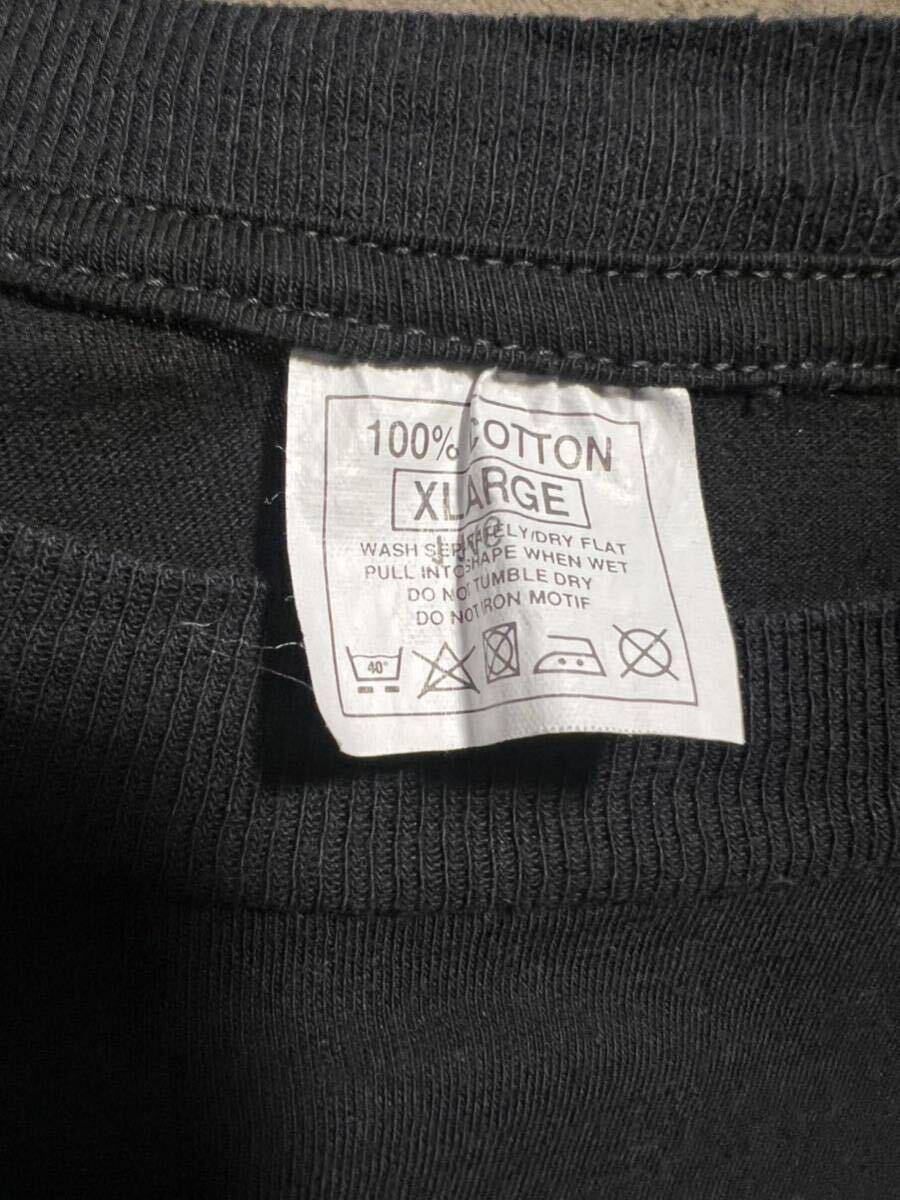 100% COTTON
XLARGE
WASH SEPARATELY/DRY FLAT
PULL INTO SHAPE WHEN WET
DO NOT TUMBLE DRY
DO NOT IRON MOTIF
40°